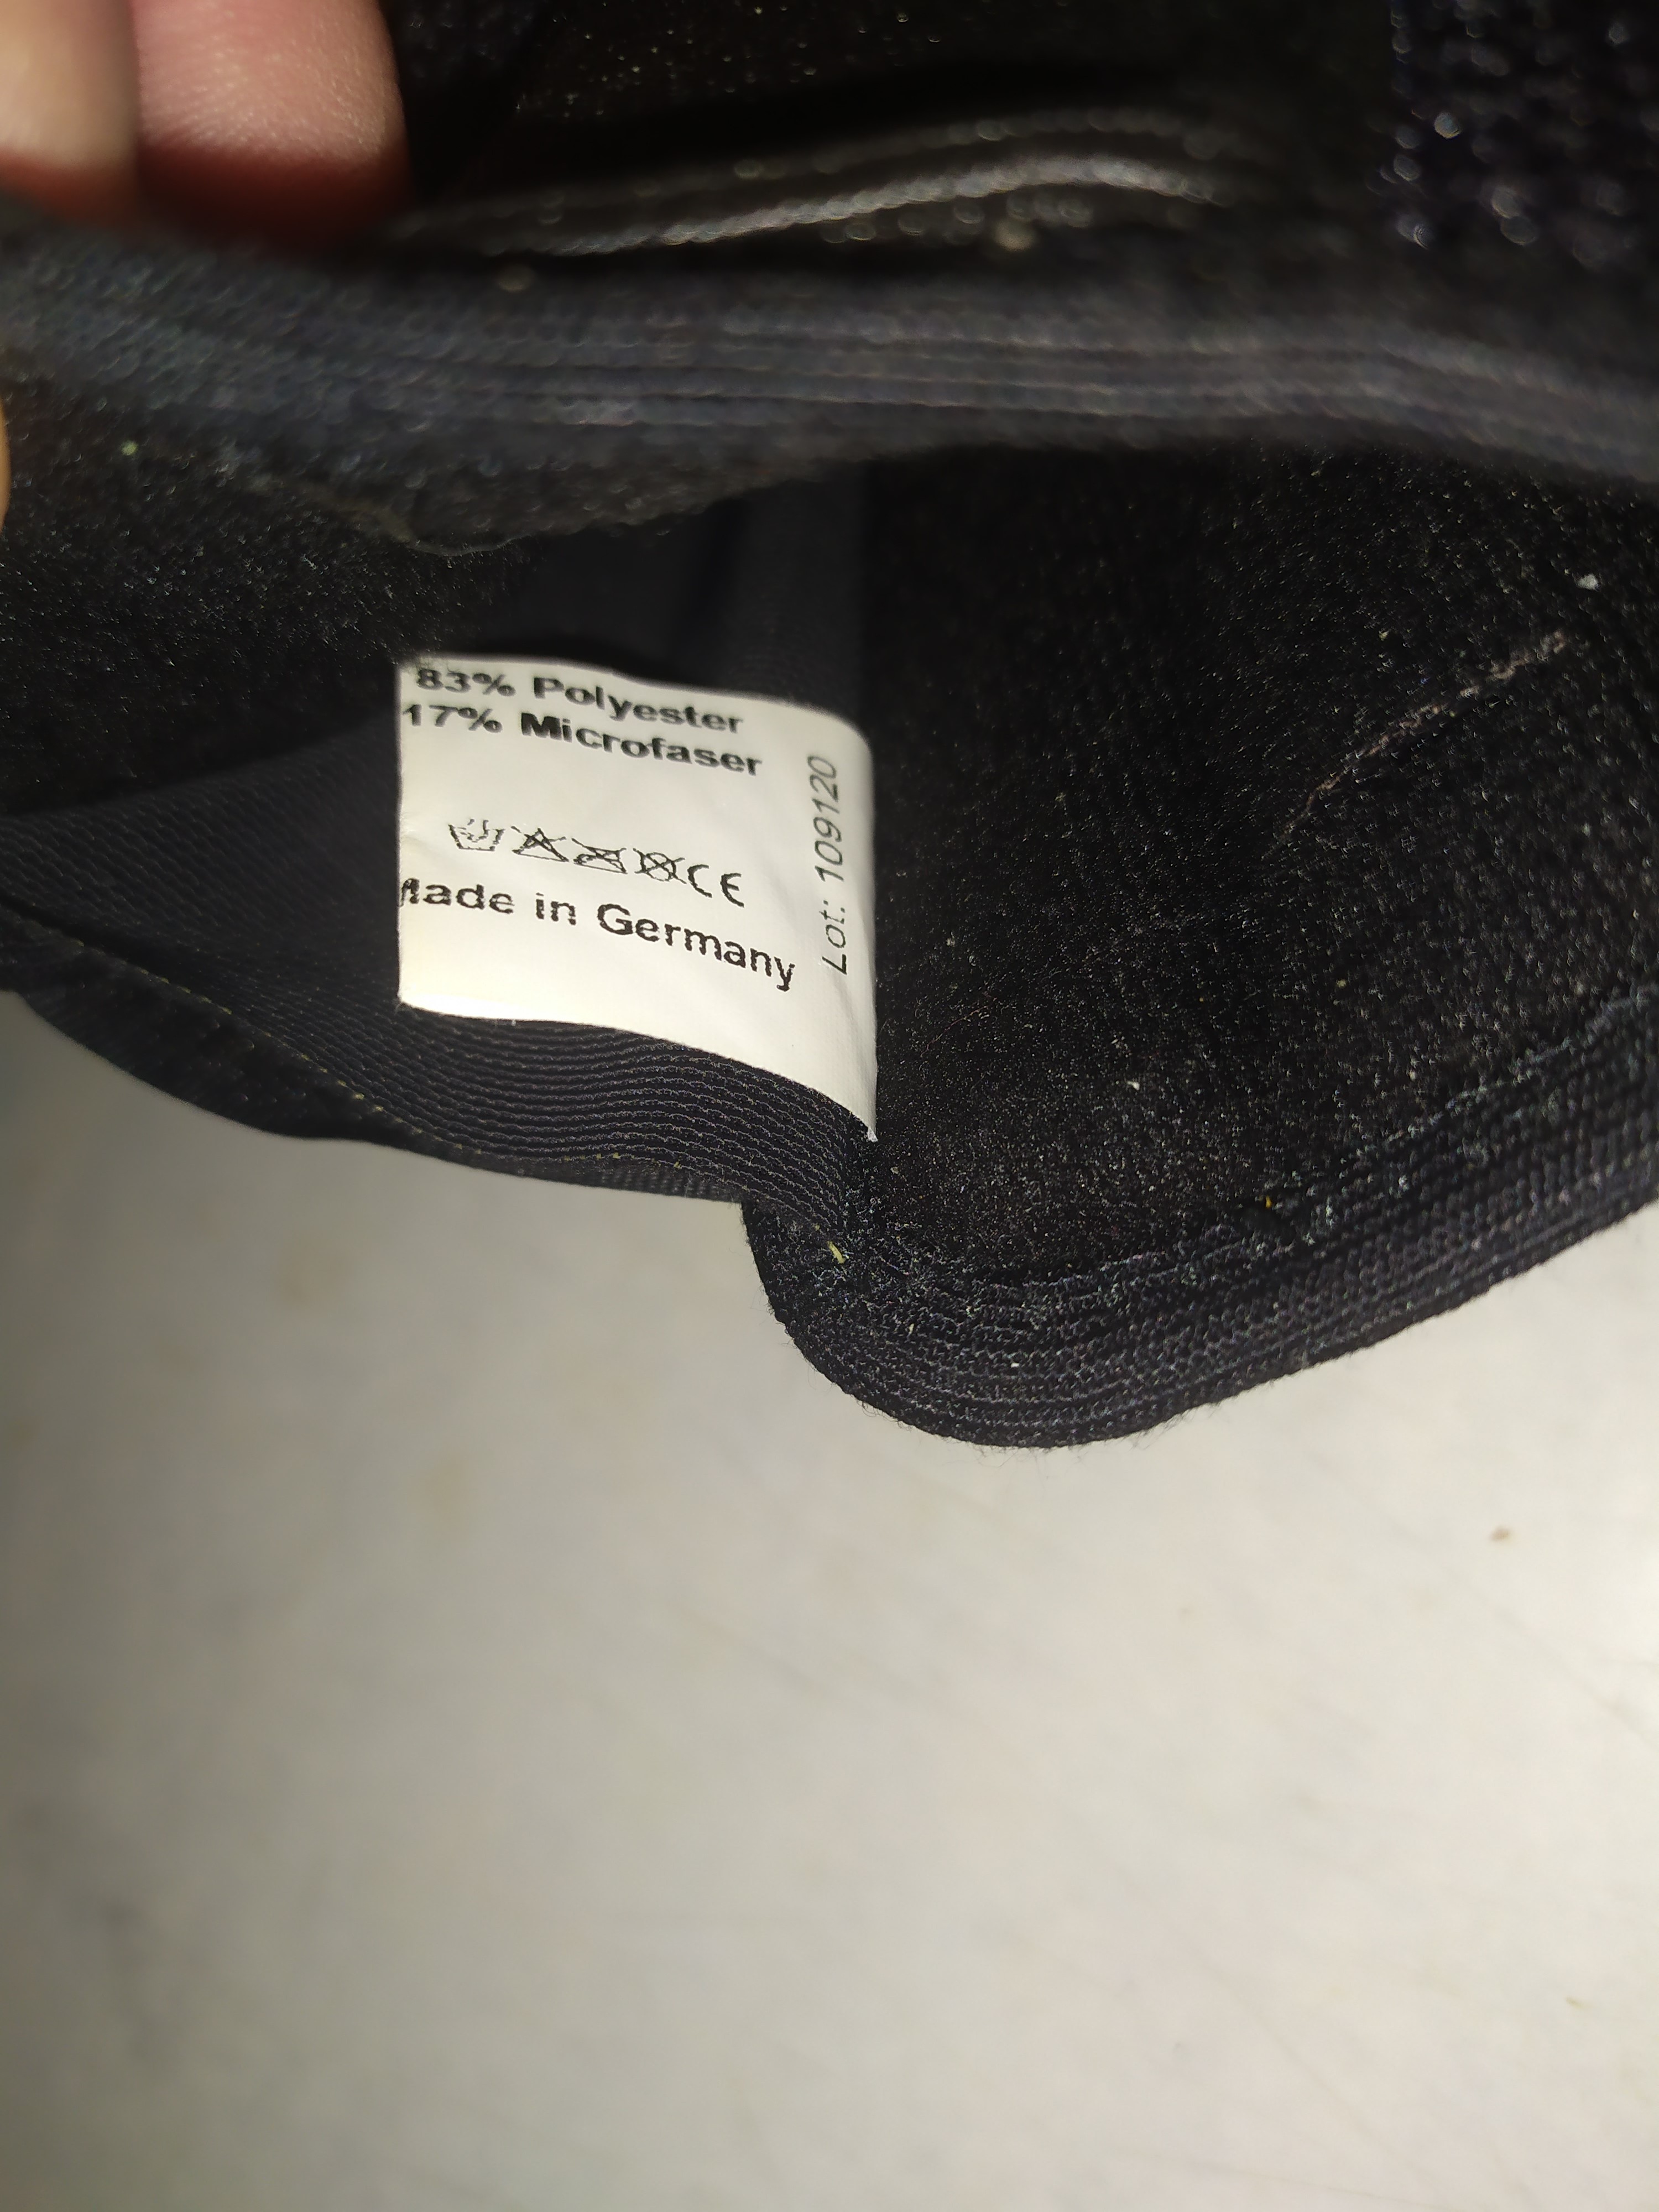 83% Polyester
17% Microfaser
CE
Made in Germany
Lot: 109120